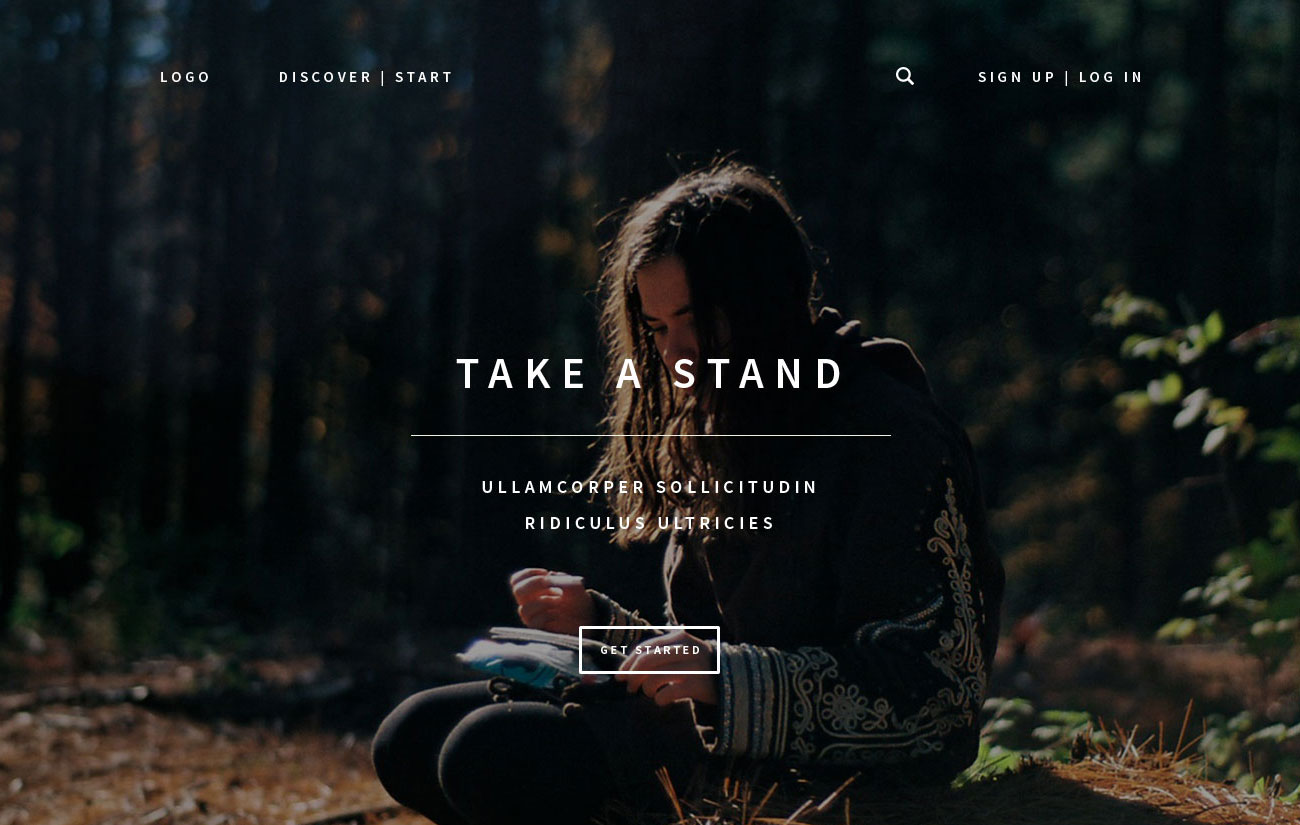 LOGO DISCOVER | START SIGN UP | LOG IN
TAKE A STAND
ULLAMCORPER SOLLICITUDIN
RIDICULUS ULTRICIES
GET STARTED